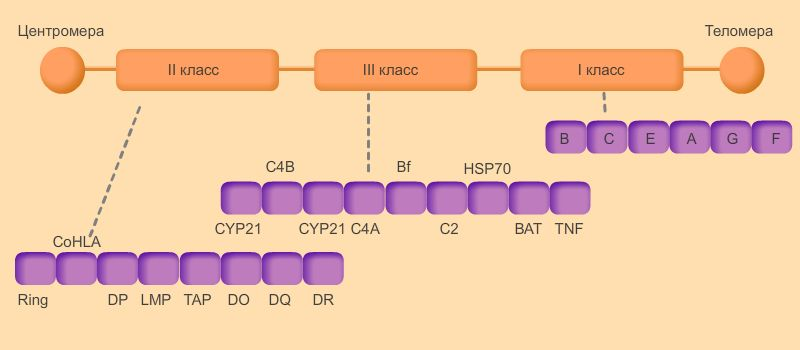 Центромера
Теломера
II класс
III класс
I класс
B C E A G F
C4B Bf HSP70
CYP21 CYP21 C4A C2 BAT TNF
CoHLA
Ring DP LMP TAP DO DQ DR